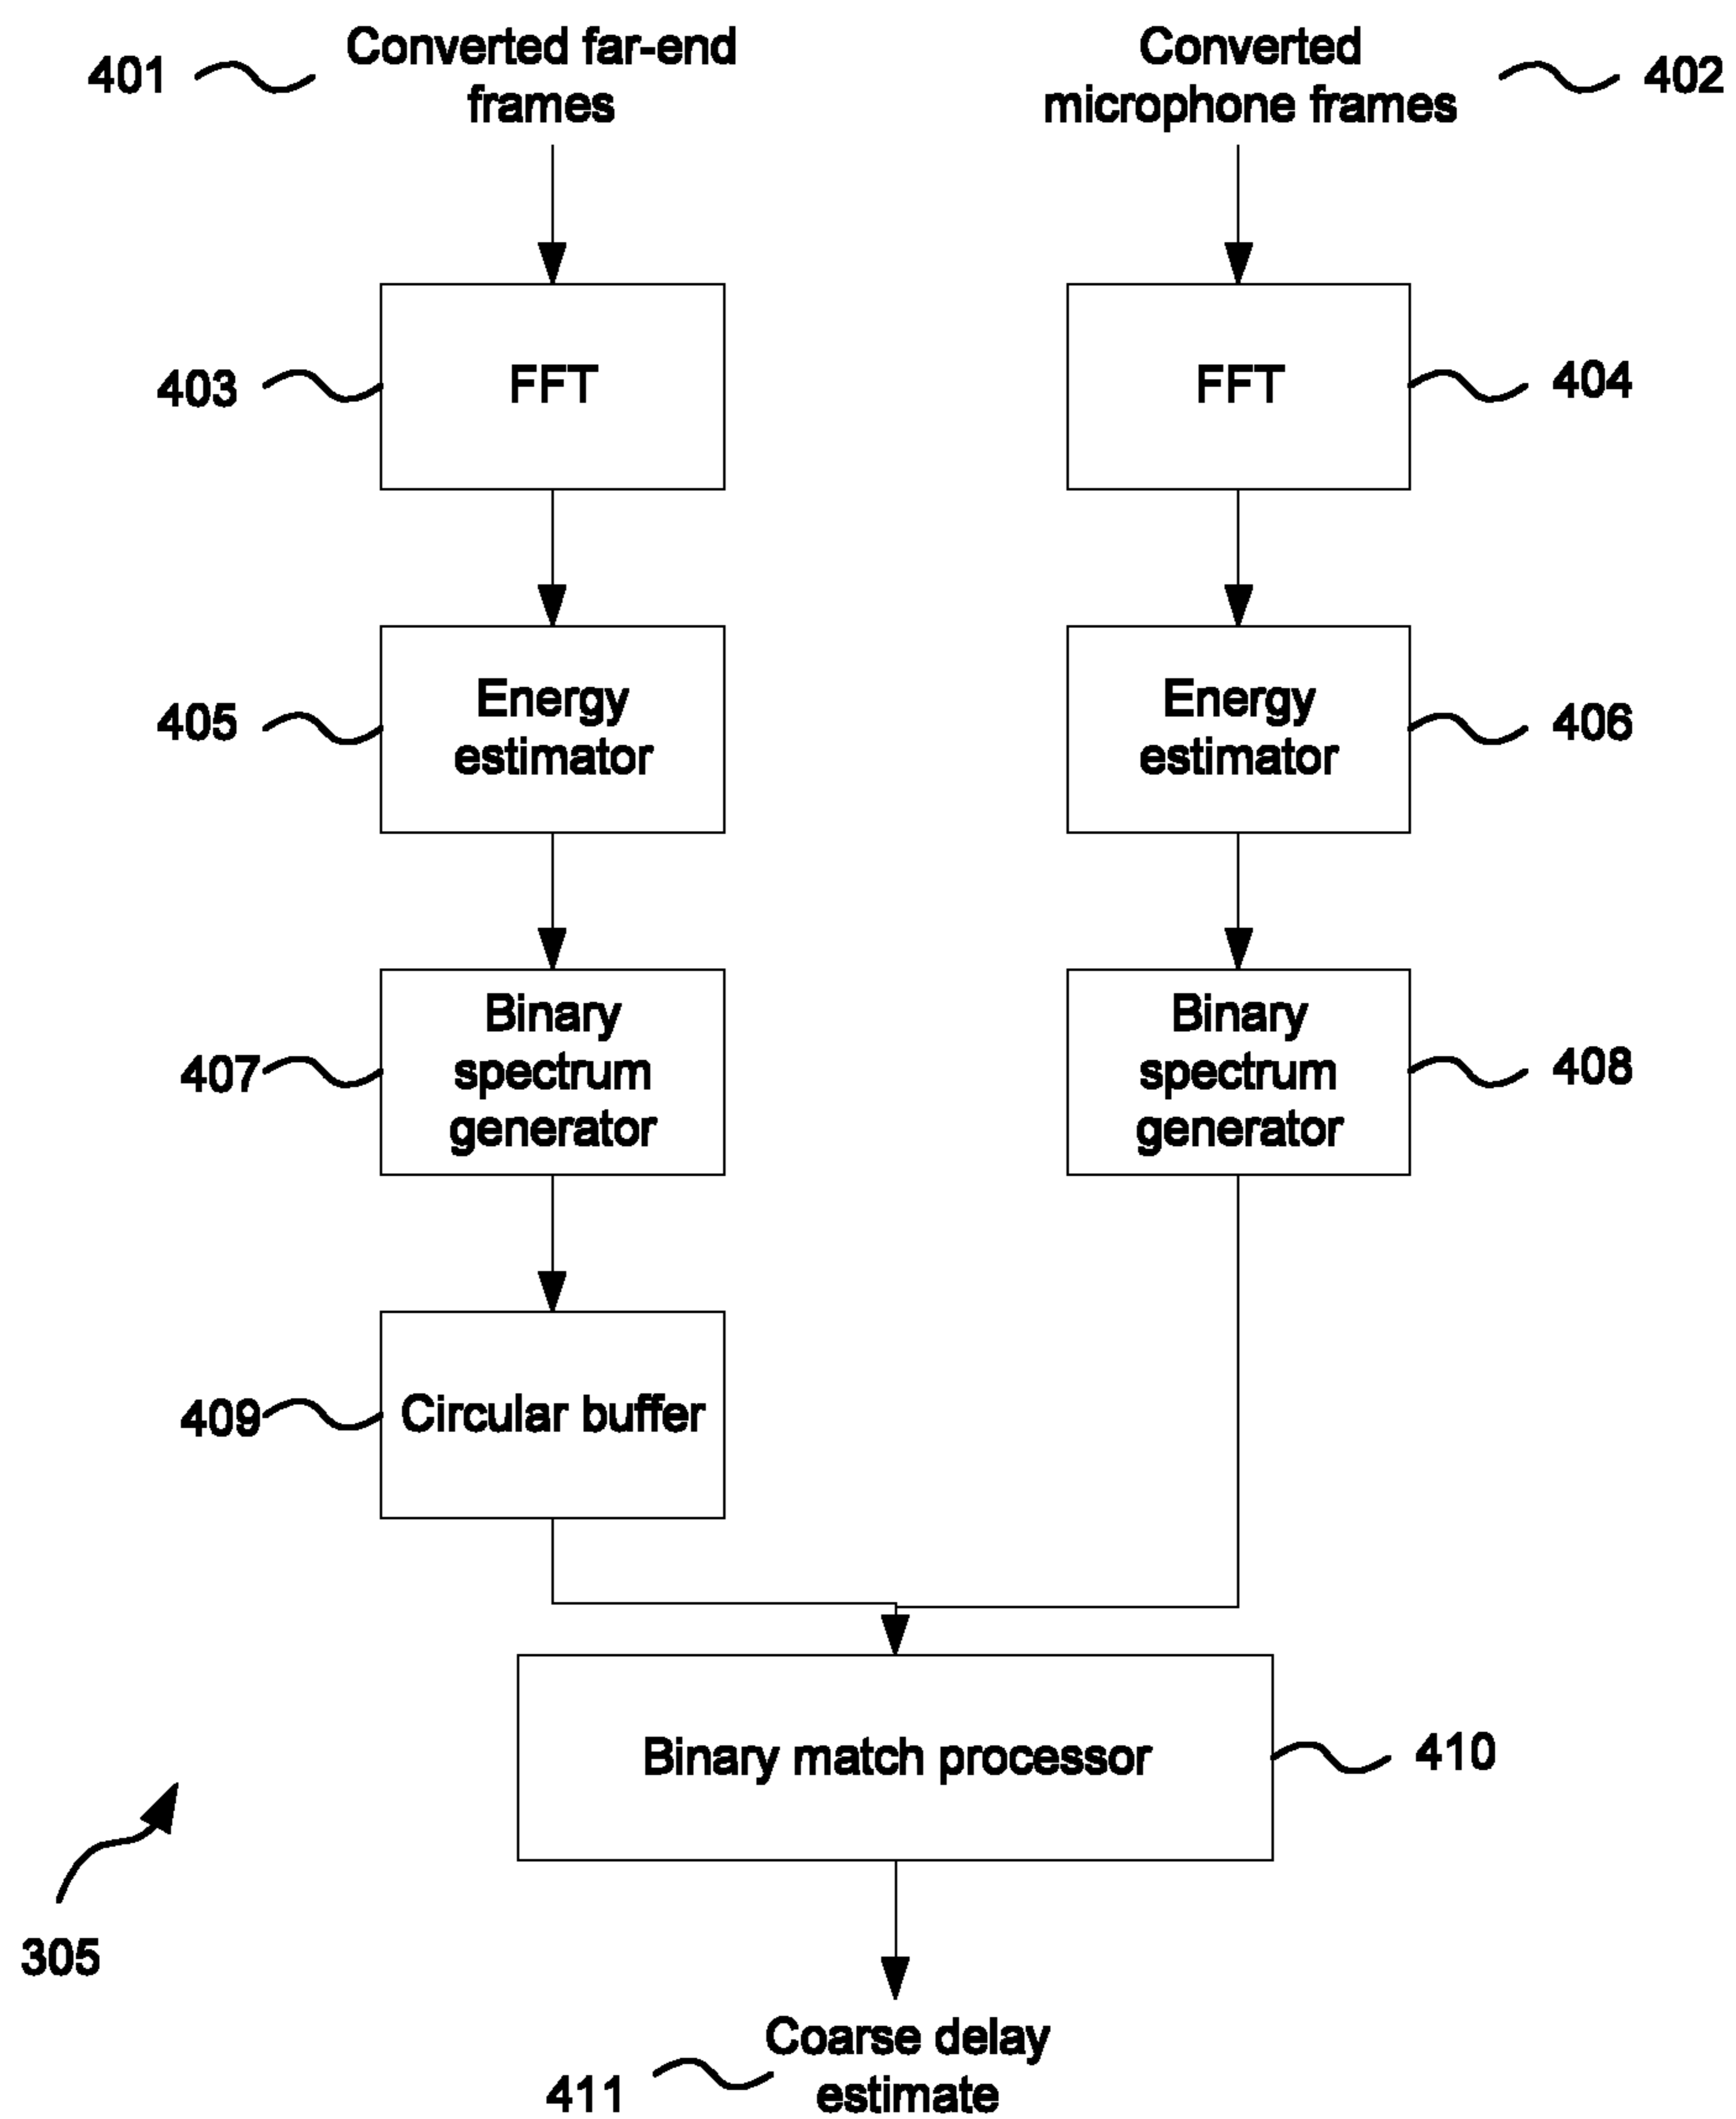 401
Converted far-end
frames
Converted
microphone frames
402
403
FFT
FFT
404
405
Energy
estimator
Energy
estimator
406
407
Binary
spectrum
generator
Binary
spectrum
generator
408
409
Circular buffer
Binary match processor
410
305
Coarse delay
estimate
411